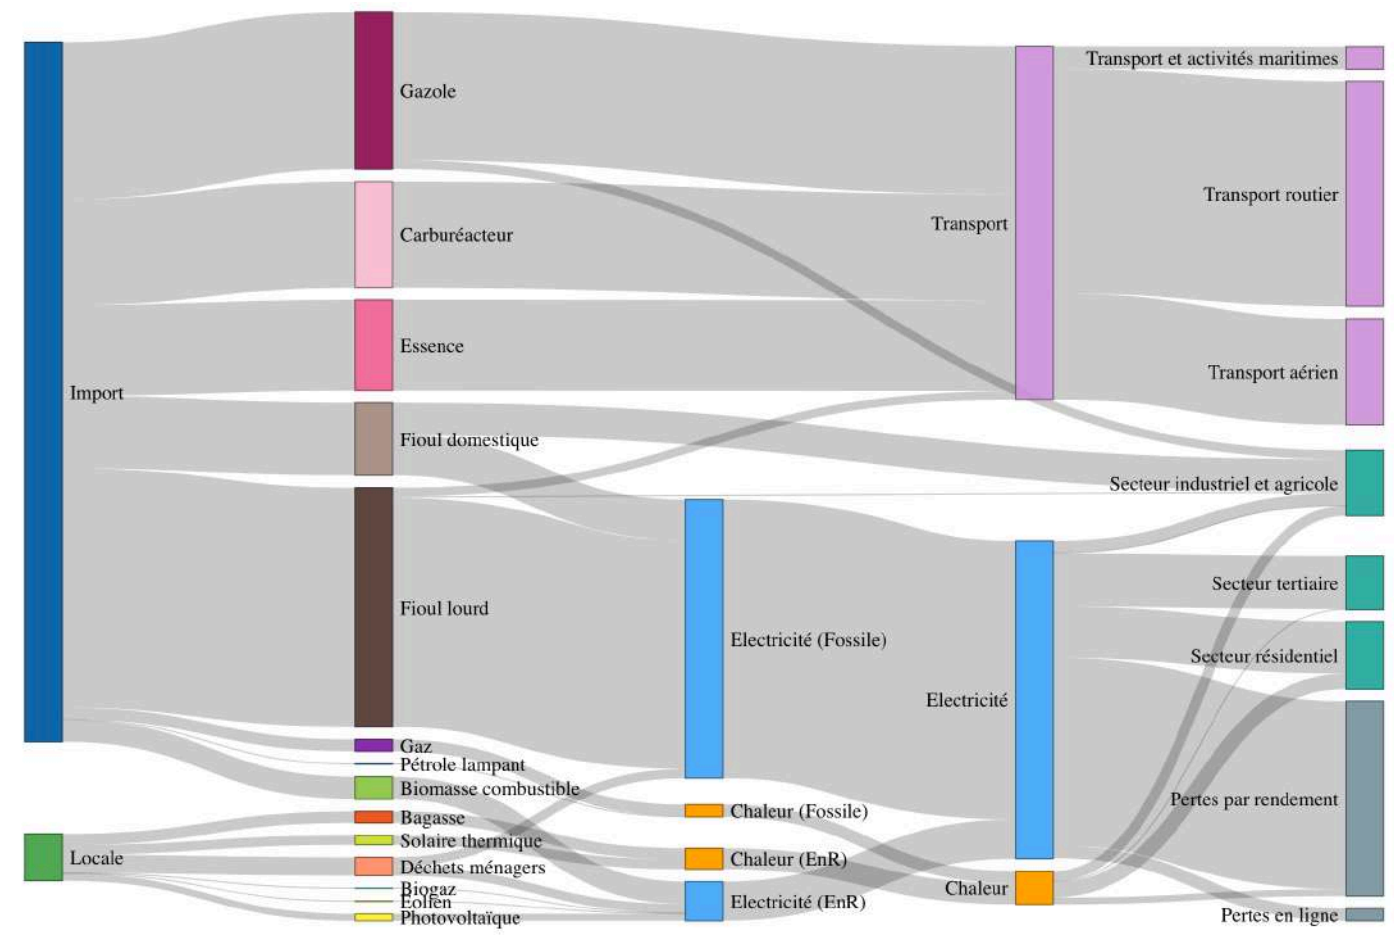 Import
Locale
Gazole
Carburéacteur
Essence
Fioul domestique
Fioul lourd
Gaz
Pétrole lampant
Biomasse combustible
Bagasse
Solaire thermique
Déchets ménagers
Biogaz
Eolien
Photovoltaïque
Electricité (Fossile)
Chaleur (Fossile)
Chaleur (EnR)
Electricité (EnR)
Transport
Electricité
Chaleur
Transport et activités maritimes
Transport routier
Transport aérien
Secteur industriel et agricole
Secteur tertiaire
Secteur résidentiel
Pertes par rendement
Pertes en ligne